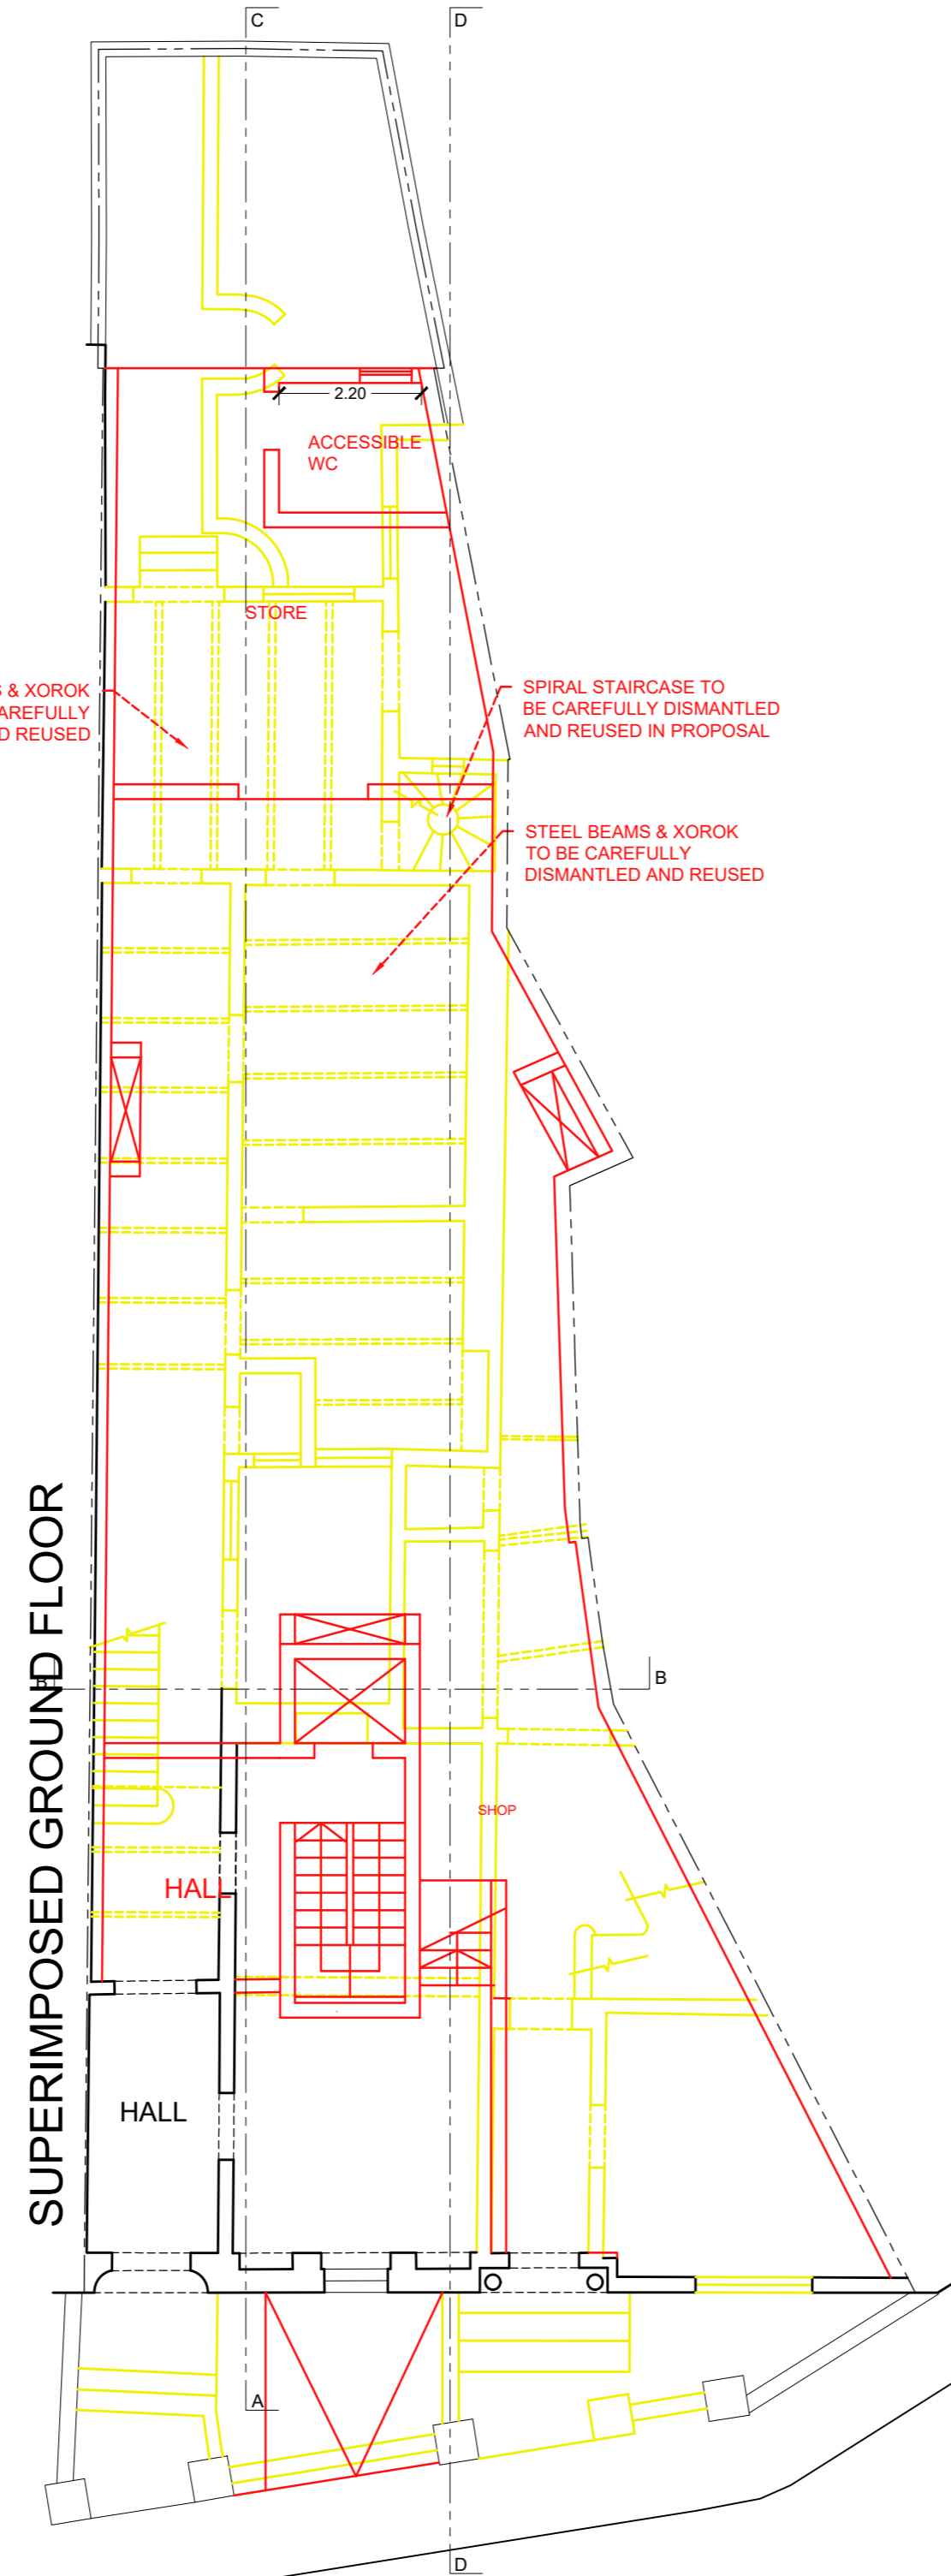 C
D
2.20
ACCESSIBLE
WC
STORE
S & XOROK
CAREFULLY
D REUSED
SPIRAL STAIRCASE TO
BE CAREFULLY DISMANTLED
AND REUSED IN PROPOSAL
STEEL BEAMS & XOROK
TO BE CAREFULLY
DISMANTLED AND REUSED
SUPERIMPOSED GROUND FLOOR
B
B
SHOP
HALL
HALL
A
D